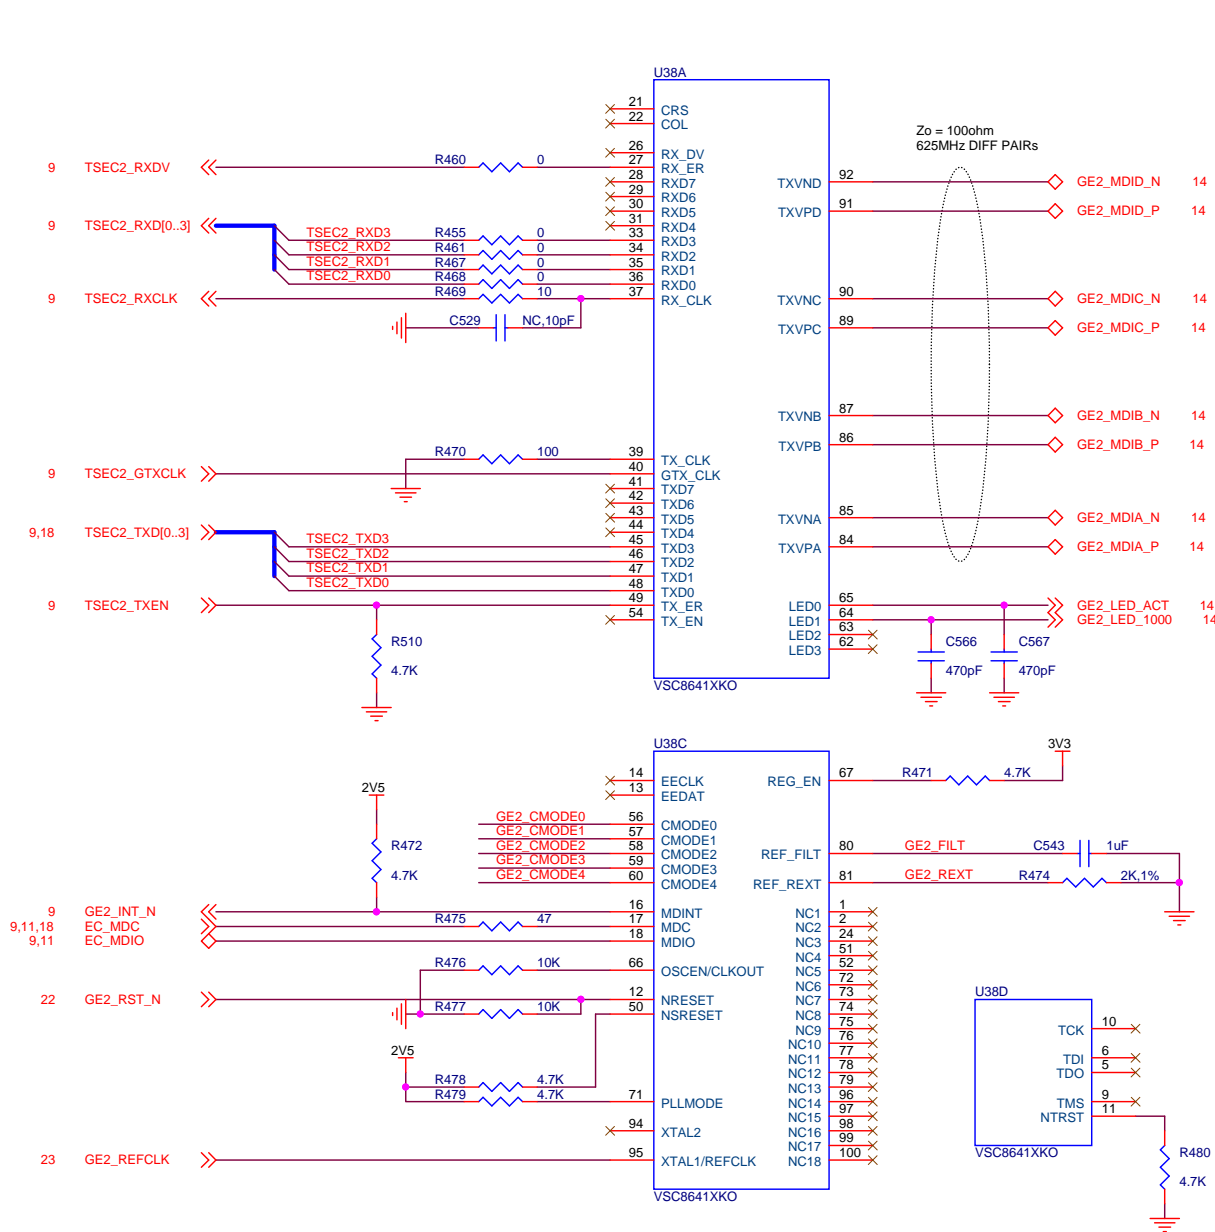 U38A
21 CRS
22 COL
26 RX_DV
9 TSEC2_RXDV R460 0 27 RX_ER
28 RXD7
29 RXD6
30 RXD5
31 RXD4
9 TSEC2_RXD[0..3]
TSEC2_RXD3 R455 0 33 RXD3
TSEC2_RXD2 R461 0 34 RXD2
TSEC2_RXD1 R467 0 35 RXD1
TSEC2_RXD0 R468 0 36 RXD0
9 TSEC2_RXCLK R469 10 37 RX_CLK
C529 NC,10pF
R470 100 39 TX_CLK
9 TSEC2_GTXCLK 40 GTX_CLK
41 TXD7
42 TXD6
43 TXD5
44 TXD4
9,18 TSEC2_TXD[0..3]
TSEC2_TXD3 45 TXD3
TSEC2_TXD2 46 TXD2
TSEC2_TXD1 47 TXD1
TSEC2_TXD0 48 TXD0
9 TSEC2_TXEN 49 TX_ER
54 TX_EN
R510
4.7K
Zo = 100ohm
625MHz DIFF PAIRs
TXVND 92 GE2_MDID_N 14
TXVPD 91 GE2_MDID_P 14
TXVNC 90 GE2_MDIC_N 14
TXVPC 89 GE2_MDIC_P 14
TXVNB 87 GE2_MDIB_N 14
TXVPB 86 GE2_MDIB_P 14
TXVNA 85 GE2_MDIA_N 14
TXVPA 84 GE2_MDIA_P 14
LED0 65 GE2_LED_ACT 14
LED1 64 GE2_LED_1000 14
LED2 63
LED3 62
C566 C567
470pF 470pF
VSC8641XKO
U38C
14 EECLK
13 EEDAT
2V5
R472
4.7K
GE2_CMODE0 56 CMODE0
GE2_CMODE1 57 CMODE1
GE2_CMODE2 58 CMODE2
GE2_CMODE3 59 CMODE3
GE2_CMODE4 60 CMODE4
9 GE2_INT_N 16 MDINT
9,11,18 EC_MDC R475 47 17 MDC
9,11 EC_MDIO 18 MDIO
R476 10K 66 OSCEN/CLKOUT
22 GE2_RST_N 12 NRESET
R477 10K 50 NSRESET
2V5
R478 4.7K
R479 4.7K 71 PLLMODE
94 XTAL2
23 GE2_REFCLK 95 XTAL1/REFCLK
3V3
REG_EN 67 R471 4.7K
REF_FILT 80 GE2_FILT C543 1uF
REF_REXT 81 GE2_REXT R474 2K,1%
NC1 1
NC2 2
NC3 24
NC4 51
NC5 52
NC6 72
NC7 73
NC8 74
NC9 75
NC10 76
NC11 77
NC12 78
NC13 79
NC14 96
NC15 97
NC16 98
NC17 99
NC18 100
VSC8641XKO
U38D
TCK 10
TDI 6
TDO 5
TMS 9
NTRST 11
VSC8641XKO
R480
4.7K